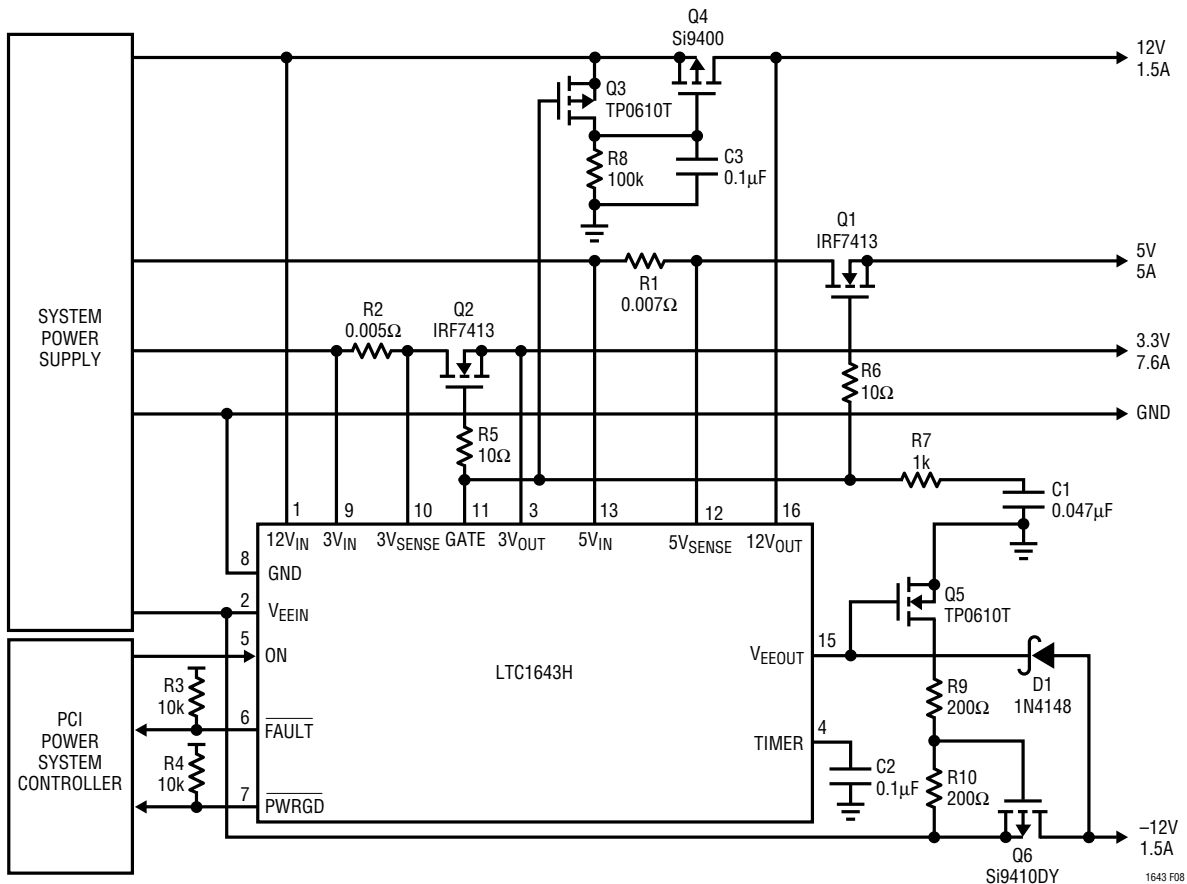 Q4
Si9400
12V
1.5A
Q3
TP0610T
R8
100k
C3
0.1µF
Q1
IRF7413
5V
5A
R1
0.007Ω
SYSTEM
POWER
SUPPLY
R2
0.005Ω
Q2
IRF7413
3.3V
7.6A
R6
10Ω
GND
R5
10Ω
R7
1k
C1
0.047µF
1
9
10
11
3
13
12
16
12VIN
3VIN
3VSENSE
GATE
3VOUT
5VIN
5VSENSE
12VOUT
8
GND
2
VEEIN
5
ON
Q5
TP0610T
15
VEEOUT
LTC1643H
D1
1N4148
R3
10k
6
FAULT
R9
200Ω
PCI
POWER
SYSTEM
CONTROLLER
4
TIMER
R4
10k
7
PWRGD
C2
0.1µF
R10
200Ω
–12V
1.5A
Q6
Si9410DY
1643 F08